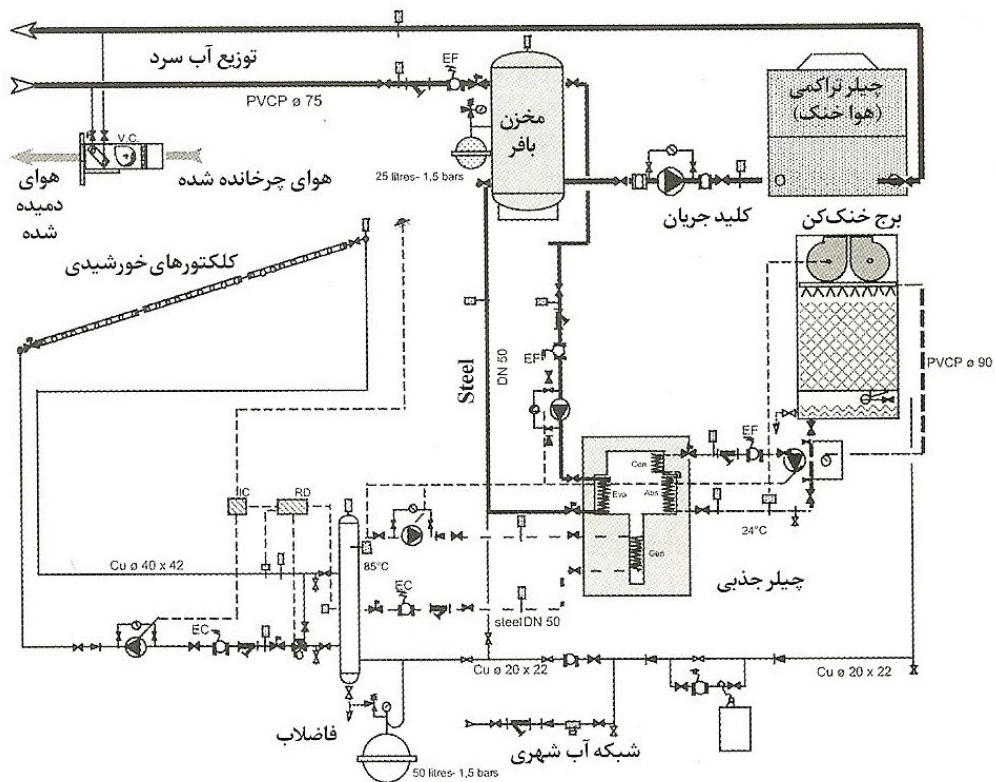 توزیع آب سرد
EF
PVCP ø 75
مخزن
بافر
چیلر تراکمی
(هوا خنک)
V.C.
هوای
دمیده
شده
هوای چرخانده شده
25 litres- 1,5 bars
کلید جریان
برج خنک‌کن
کلکتورهای خورشیدی
Steel
DN 50
EF
PVCP ø 90
EF
Con
Eva
Abs
Gen
24°C
IC
RD
85°C
چیلر جذبی
Cu ø 40 x 42
EC
EC
steel DN 50
Cu ø 20 x 22
Cu ø 20 x 22
فاضلاب
شبکه آب شهری
50 litres- 1,5 bars